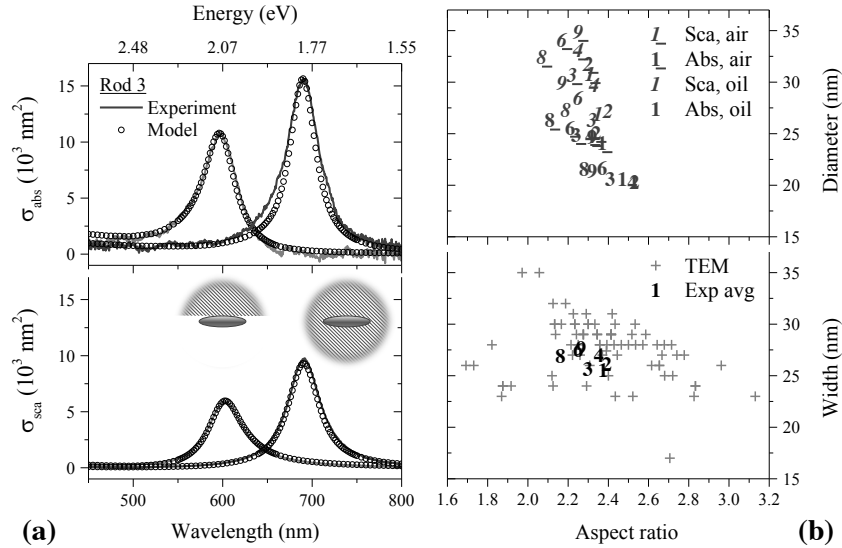 Energy (eV)
2.48 2.07 1.77 1.55
Rod 3
Experiment
Model
σabs (10³ nm²)
15
10
5
0
σsca (10³ nm²)
15
10
5
0
500 600 700 800
Wavelength (nm)
(a)
1 Sca, air
1 Abs, air
1 Sca, oil
1 Abs, oil
Diameter (nm)
35
30
25
20
15
TEM
1 Exp avg
Width (nm)
35
30
25
20
15
1.6 1.8 2.0 2.2 2.4 2.6 2.8 3.0 3.2
Aspect ratio
(b)